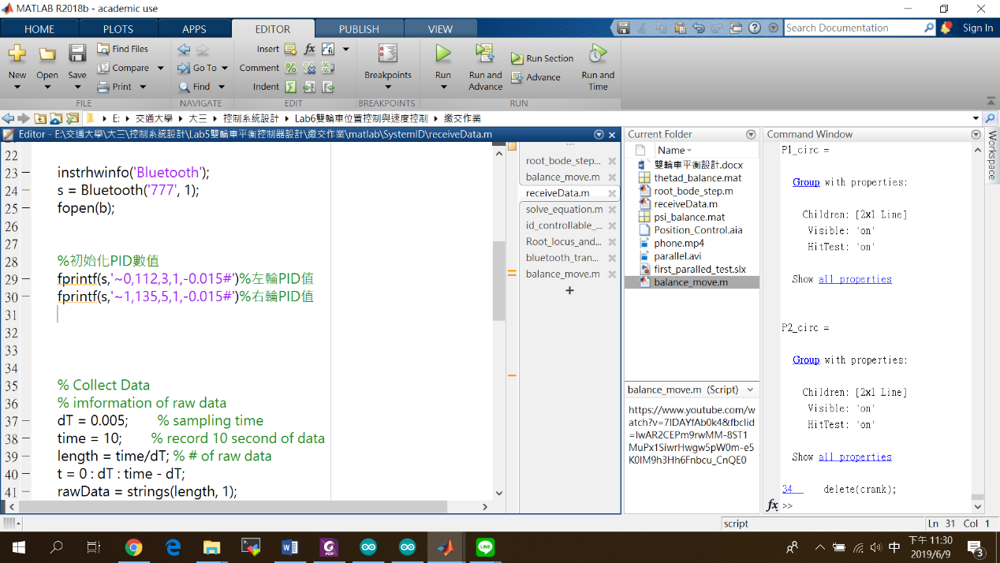 MATLAB R2018b - academic use
HOME PLOTS APPS EDITOR PUBLISH VIEW
Search Documentation
Sign In
New
Open
Save
Find Files
Compare
Print
Go To
Find
Insert
Comment
Indent
Breakpoints
Run
Run and Advance
Run Section
Advance
Run and Time
FILE NAVIGATE EDIT BREAKPOINTS RUN
E: 交通大學 大三 控制系統設計 Lab6雙輪車位置控制與速度控制 繳交作業
Editor - E:\交通大學\大三\控制系統設計\Lab5雙輪車平衡控制器設計\繳交作業\matlab\SystemID\receiveData.m
22
23 instrhwinfo('Bluetooth');
24 s = Bluetooth('777', 1);
25 fopen(b);
26
27
28 %初始化PID數值
29 fprintf(s,'~0,112,3,1,-0.015#')%左輪PID值
30 fprintf(s,'~1,135,5,1,-0.015#')%右輪PID值
31
32
33
34
35 % Collect Data
36 % imformation of raw data
37 dT = 0.005; % sampling time
38 time = 10; % record 10 second of data
39 length = time/dT; % # of raw data
40 t = 0 : dT : time - dT;
41 rawData = strings(length, 1);
root_bode_step...
balance_move.m
receiveData.m
solve_equation.m
id_controllable_...
Root_locus_and...
bluetooth_tran...
balance_move.m
Current Folder
Name
雙輪車平衡設計.docx
thetad_balance.mat
root_bode_step.m
receiveData.m
psi_balance.mat
Position_Control.aia
phone.mp4
parallel.avi
first_paralled_test.slx
balance_move.m
balance_move.m (Script)
https://www.youtube.com/w
atch?v=7IDAYfAb0k4&fbclid
=IwAR2CEPm9rwMM-8ST1
MuPx1SiwrHwgw5pW0m-e5
K0lM9h3Hh6Fnbcu_CnQE0
Command Window
P1_circ =
Group with properties:
Children: [2x1 Line]
Visible: 'on'
HitTest: 'on'
Show all properties
P2_circ =
Group with properties:
Children: [2x1 Line]
Visible: 'on'
HitTest: 'on'
Show all properties
34 delete(crank);
fx >>
Workspace
script
Ln 31 Col 1
中
下午 11:30
2019/6/9
3